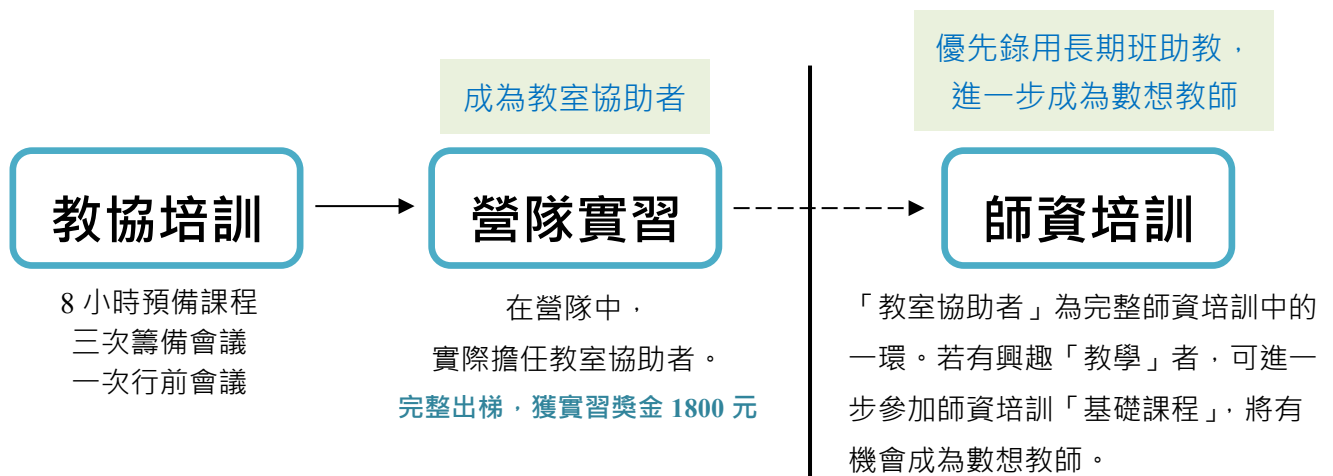 教協培訓
8 小時預備課程
三次籌備會議
一次行前會議
成為教室協助者
營隊實習
在營隊中，
實際擔任教室協助者。
完整出梯，獲實習獎金 1800 元
優先錄用長期班助教，
進一步成為數想教師
師資培訓
「教室協助者」為完整師資培訓中的
一環。若有興趣「教學」者，可進一
步參加師資培訓「基礎課程」，將有
機會成為數想教師。